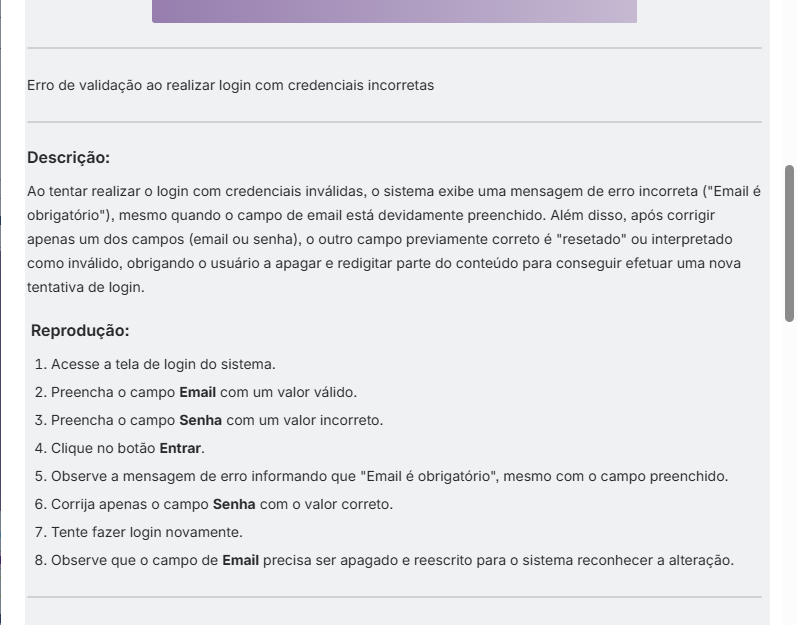 Erro de validação ao realizar login com credenciais incorretas
Descrição:
Ao tentar realizar o login com credenciais inválidas, o sistema exibe uma mensagem de erro incorreta ("Email é
obrigatório"), mesmo quando o campo de email está devidamente preenchido. Além disso, após corrigir
apenas um dos campos (email ou senha), o outro campo previamente correto é "resetado" ou interpretado
como inválido, obrigando o usuário a apagar e redigitar parte do conteúdo para conseguir efetuar uma nova
tentativa de login.
Reprodução:
1. Acesse a tela de login do sistema.
2. Preencha o campo Email com um valor válido.
3. Preencha o campo Senha com um valor incorreto.
4. Clique no botão Entrar.
5. Observe a mensagem de erro informando que "Email é obrigatório", mesmo com o campo preenchido.
6. Corrija apenas o campo Senha com o valor correto.
7. Tente fazer login novamente.
8. Observe que o campo de Email precisa ser apagado e reescrito para o sistema reconhecer a alteração.